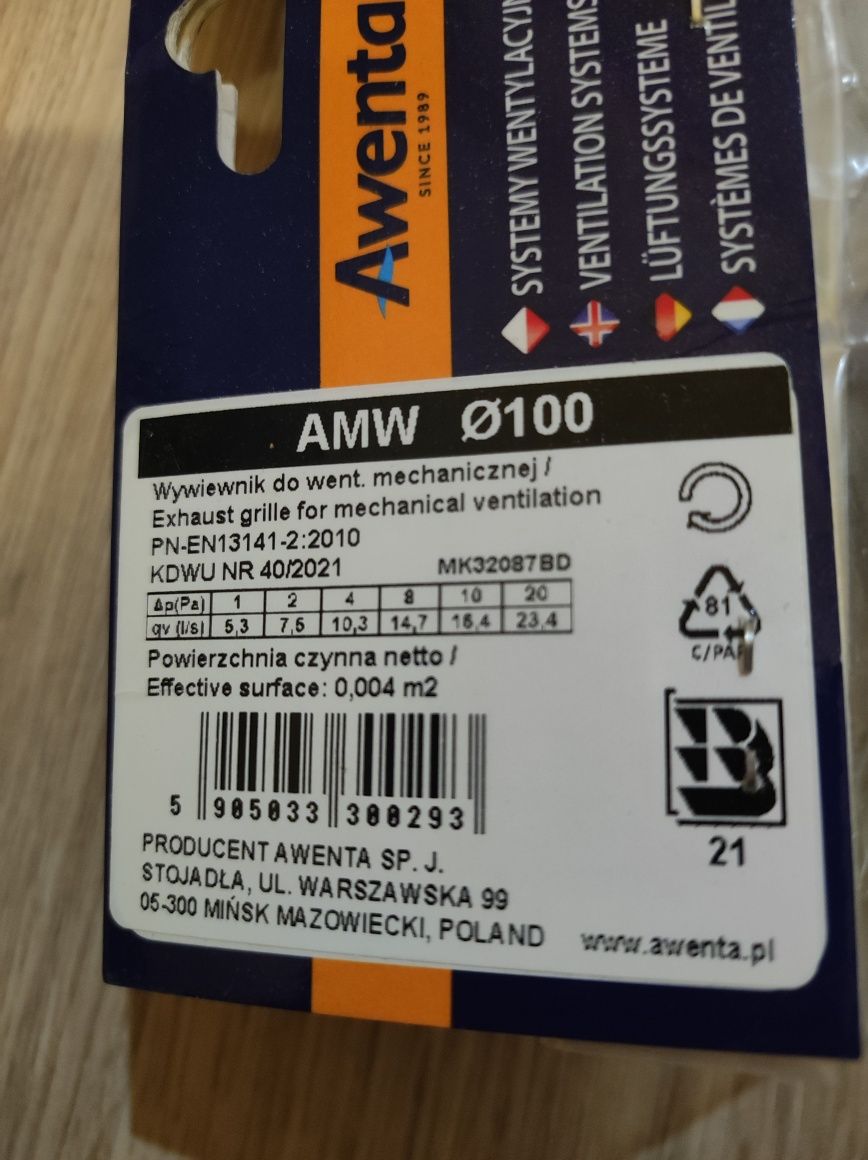 Awenta
SINCE 1989
SYSTEMY WENTYLACYJN
VENTILATION SYSTEMS
LÜFTUNGSSYSTEME
SYSTÈMES DE VENTIL
AMW Ø100
Wywiewnik do went. mechanicznej /
Exhaust grille for mechanical ventilation
PN-EN13141-2:2010
KDWU NR 40/2021 MK32087BD
Δp(Pa) 1 2 4 8 10 20
qv (l/s) 5,3 7,5 10,3 14,7 16,4 23,4
Powierzchnia czynna netto /
Effective surface: 0,004 m2
81
C/PAP
5 905033 300293
21
PRODUCENT AWENTA SP. J.
STOJADŁA, UL. WARSZAWSKA 99
05-300 MIŃSK MAZOWIECKI, POLAND
www.awenta.pl